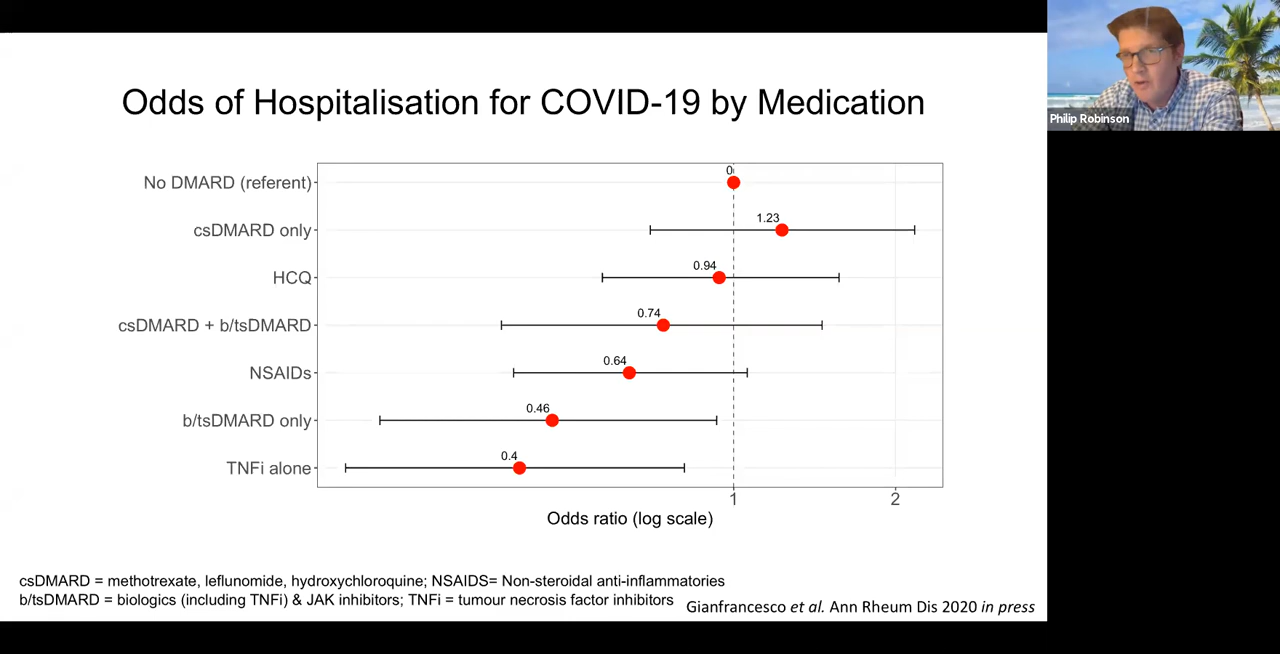 Odds of Hospitalisation for COVID-19 by Medication
Philip Robinson
No DMARD (referent)
0
csDMARD only
1.23
HCQ
0.94
csDMARD + b/tsDMARD
0.74
NSAIDs
0.64
b/tsDMARD only
0.46
TNFi alone
0.4
1
2
Odds ratio (log scale)
csDMARD = methotrexate, leflunomide, hydroxychloroquine; NSAIDS= Non-steroidal anti-inflammatories
b/tsDMARD = biologics (including TNFi) & JAK inhibitors; TNFi = tumour necrosis factor inhibitors
Gianfrancesco et al. Ann Rheum Dis 2020 in press